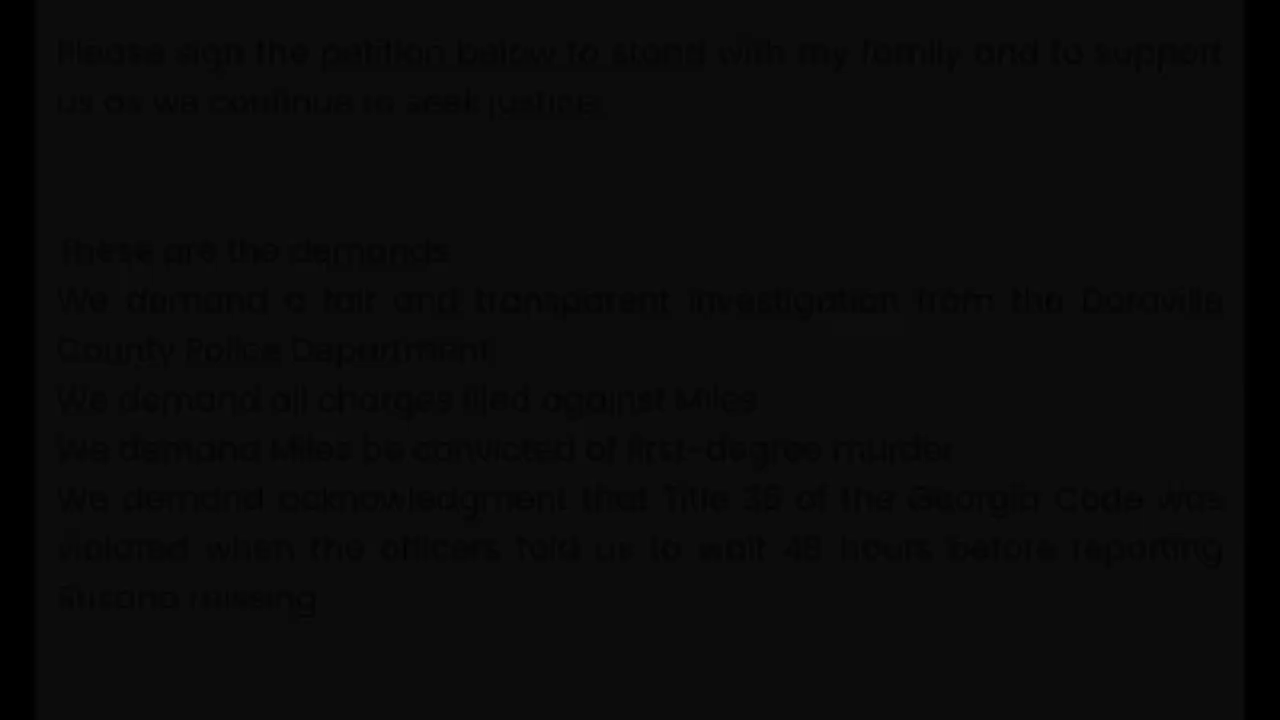 Please sign the petition below to stand with my family and to support
us as we continue to seek justice.
These are the demands
We demand a fair and transparent investigation from the Doraville
County Police Department
We demand all charges filed against Miles
We demand Miles be convicted of first-degree murder
We demand acknowledgment that Title 38 of the Georgia Code was
violated when the officers told us to wait 48 hours before reporting
Susana missing